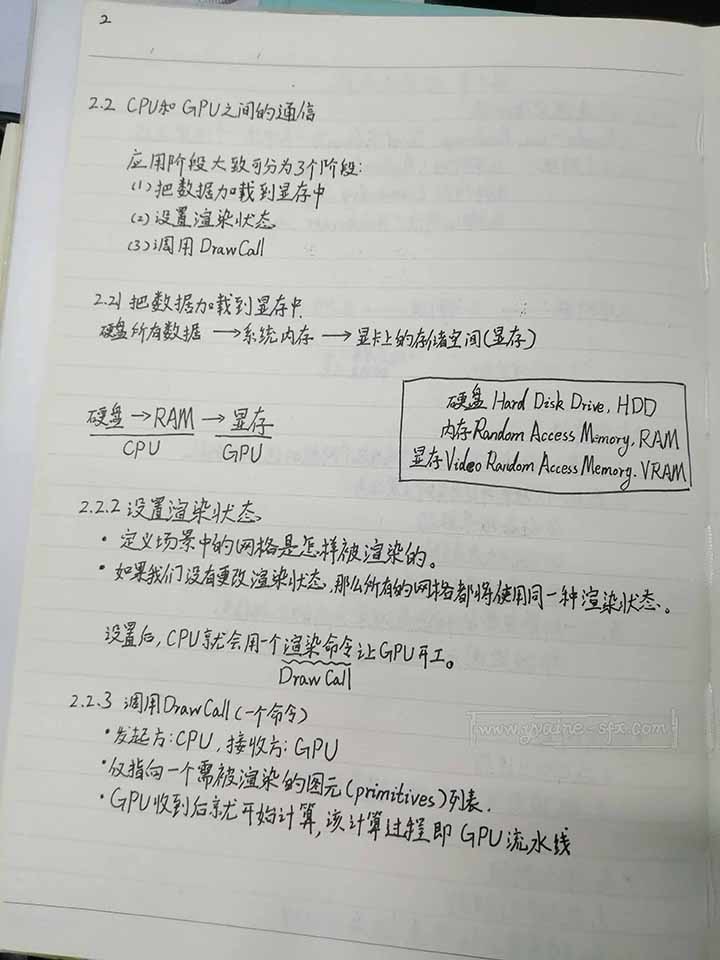 2
2.2 CPU和GPU之间的通信
应用阶段大致可分为3个阶段:
(1)把数据加载到显存中
(2)设置渲染状态
(3)调用DrawCall
2.21 把数据加载到显存中.
硬盘所有数据 →系统内存 → 显卡上的存储空间(显存)
硬盘 →RAM → 显存
CPU GPU
硬盘 Hard Disk Drive, HDD
内存 Random Access Memory, RAM
显存 Video Random Access Memory. VRAM
2.2.2 设置渲染状态
· 定义场景中的网格是怎样被渲染的。
· 如果我们没有更改渲染状态,那么所有的网格都将使用同一种渲染状态。
设置后, CPU就会用一个渲染命令让GPU开工。
Draw Call
2.2.3 调用DrawCall(一个命令)
·发起方:CPU, 接收方: GPU
·仅指向一个需被渲染的图元(primitives)列表.
· GPU收到后就开始计算, 该计算过程即 GPU流水线